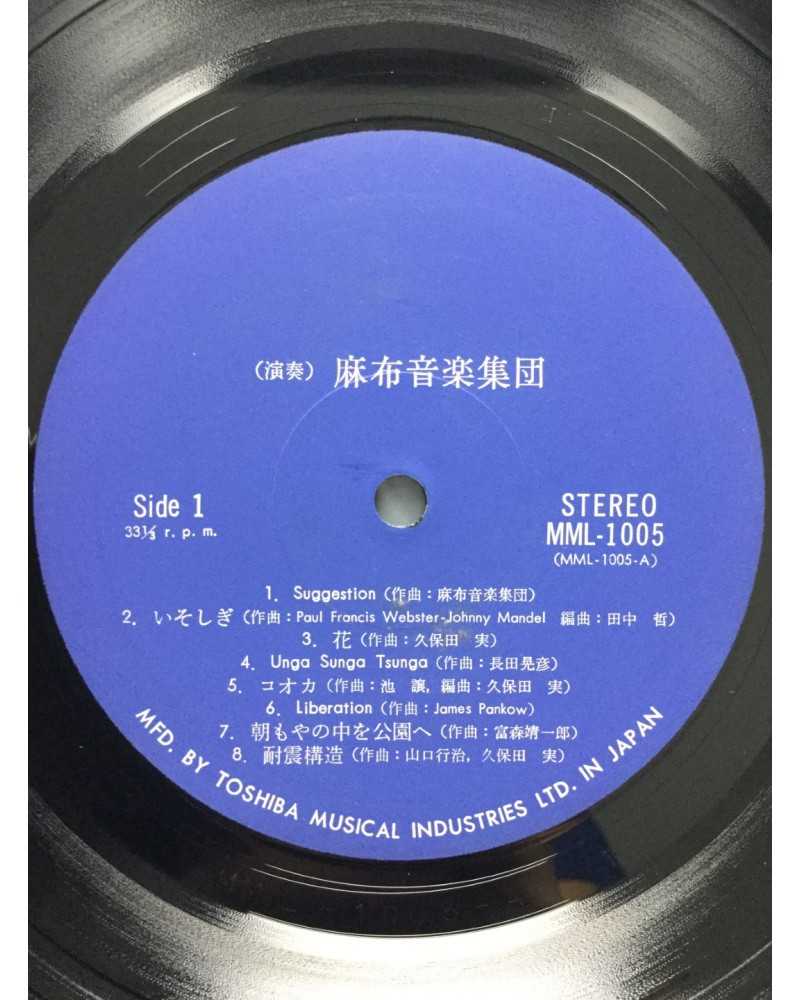 （演奏） 麻布音楽集団
Side 1
33⅓ r. p. m.
STEREO
MML-1005
(MML-1005-A)
1. Suggestion（作曲：麻布音楽集団）
2. いそしぎ（作曲：Paul Francis Webster-Johnny Mandel 編曲：田中 哲）
3. 花（作曲：久保田 実）
4. Unga Sunga Tsunga（作曲：長田晃彦）
5. コオカ（作曲：池 譲, 編曲：久保田 実）
6. Liberation（作曲：James Pankow）
7. 朝もやの中を公園へ（作曲：富森靖一郎）
8. 耐震構造（作曲：山口行治, 久保田 実）
MFD. BY TOSHIBA MUSICAL INDUSTRIES LTD. IN JAPAN